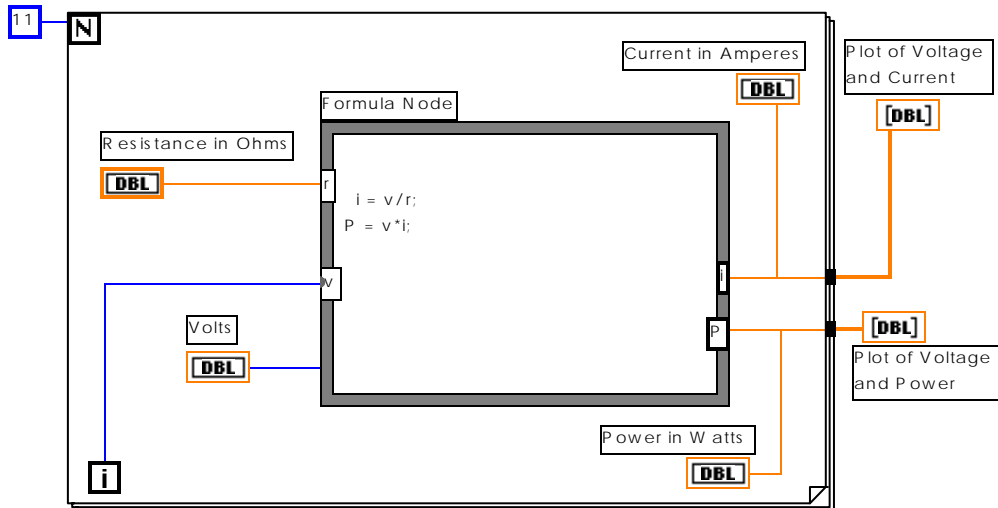 11
N
Current in Amperes
DBL
Plot of Voltage
and Current
[DBL]
Formula Node
Resistance in Ohms
DBL
r
i = v/r;
P = v*i;
v
i
Volts
DBL
P
[DBL]
Plot of Voltage
and Power
Power in Watts
DBL
i